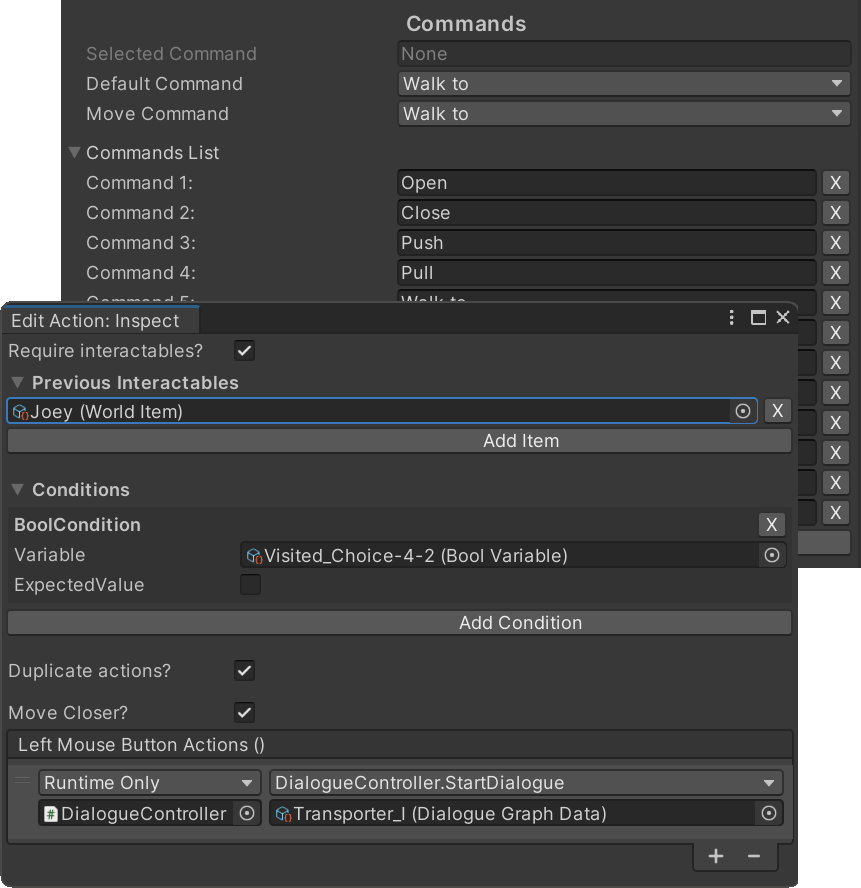 Commands
Selected Command None
Default Command Walk to
Move Command Walk to
Commands List
Command 1: Open X
Command 2: Close X
Command 3: Push X
Command 4: Pull X
Command 5: Walk to X
X
X
X
X
X
X
X
Edit Action: Inspect
Require interactables?
Previous Interactables
Joey (World Item) X
Add Item
Conditions
BoolCondition X
Variable Visited_Choice-4-2 (Bool Variable)
ExpectedValue
Add Condition
Duplicate actions?
Move Closer?
Left Mouse Button Actions ()
Runtime Only DialogueController.StartDialogue
DialogueController Transporter_I (Dialogue Graph Data)
+ −